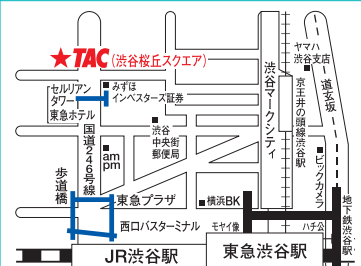 ★TAC(渋谷桜丘スクエア)
セルリアン
タワー
東急ホテル
みずほ
インベスターズ証券
国道246号線
渋谷
中央街
郵便局
am
pm
歩道橋
東急プラザ
西口バスターミナル
横浜BK
モヤイ像
ハチ公
渋谷マークシティ
ヤマハ
渋谷支店
京王井の頭線渋谷駅
道玄坂
ビックカメラ
地下鉄渋谷駅
JR渋谷駅
東急渋谷駅